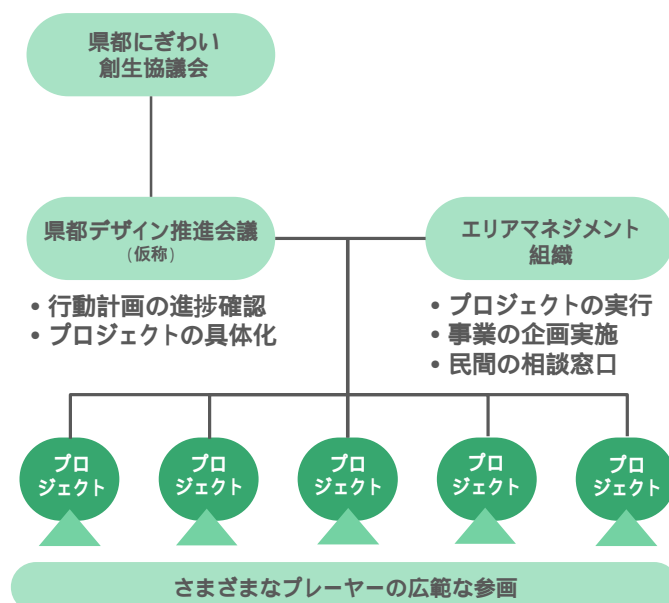 県都にぎわい
創生協議会
県都デザイン推進会議
(仮称)
エリアマネジメント
組織
• 行動計画の進捗確認
• プロジェクトの具体化
• プロジェクトの実行
• 事業の企画実施
• 民間の相談窓口
プロ
ジェクト
プロ
ジェクト
プロ
ジェクト
プロ
ジェクト
プロ
ジェクト
さまざまなプレーヤーの広範な参画